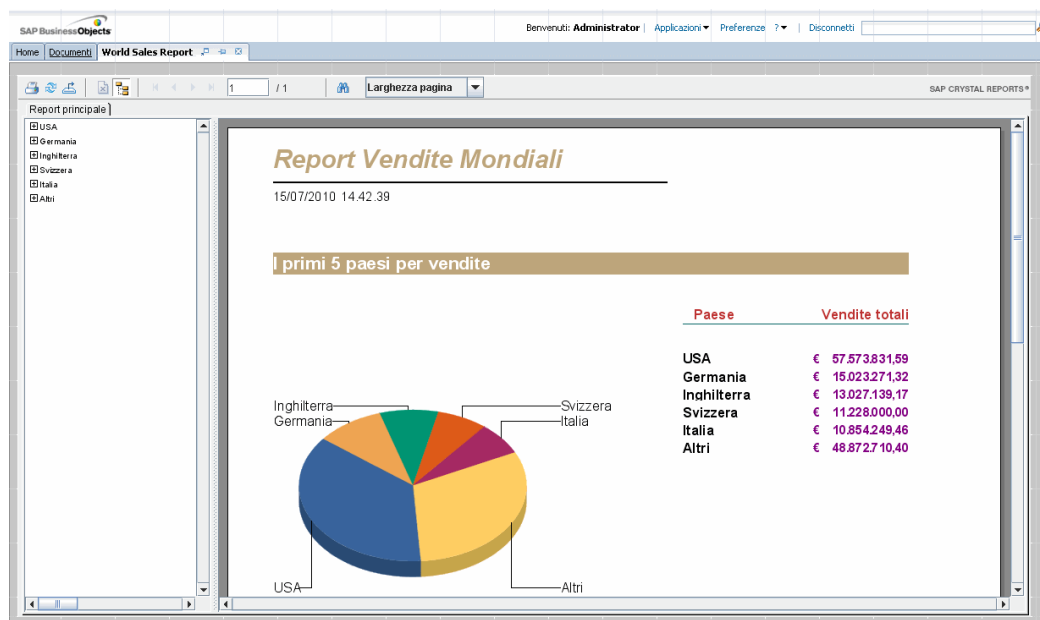 SAP BusinessObjects
Benvenuti: Administrator | Applicazioni Preferenze ? | Disconnetti
Home Documenti World Sales Report
1 / 1 Larghezza pagina SAP CRYSTAL REPORTS®
Report principale
USA
Germania
Inghilterra
Svizzera
Italia
Altri
Report Vendite Mondiali
15/07/2010 14.42.39
I primi 5 paesi per vendite
Paese Vendite totali
USA € 57.573.831,59
Germania € 15.023.271,32
Inghilterra € 13.027.139,17
Svizzera € 11.228.000,00
Italia € 10.854.249,46
Altri € 48.872.710,40
Inghilterra
Germania
Svizzera
Italia
USA
Altri